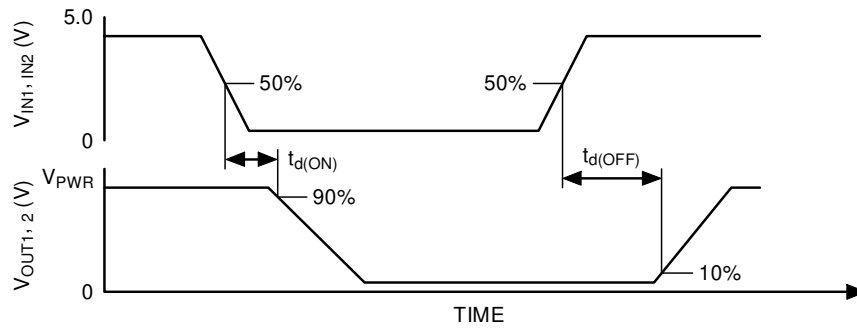 5.0
V_IN1, IN2 (V)
50%
50%
0
t_d(ON)
t_d(OFF)
V_PWR
90%
V_OUT1, 2 (V)
10%
0
TIME